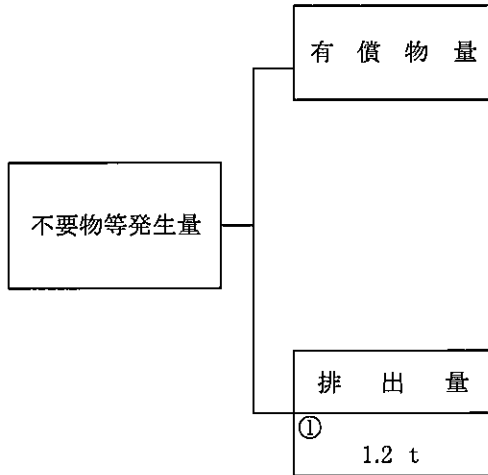 有償物量
不要物等発生量
排出量
①
1.2 t